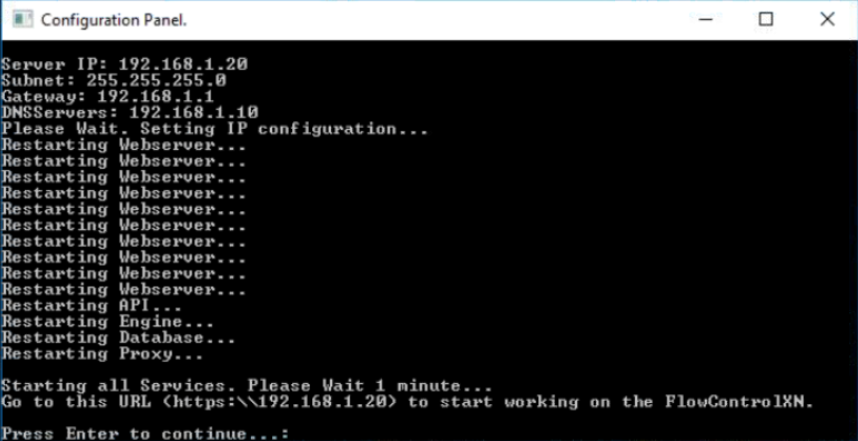 Configuration Panel.
Server IP: 192.168.1.20
Subnet: 255.255.255.0
Gateway: 192.168.1.1
DNSServers: 192.168.1.10
Please Wait. Setting IP configuration...
Restarting Webserver...
Restarting Webserver...
Restarting Webserver...
Restarting Webserver...
Restarting Webserver...
Restarting Webserver...
Restarting Webserver...
Restarting Webserver...
Restarting Webserver...
Restarting Webserver...
Restarting API...
Restarting Engine...
Restarting Database...
Restarting Proxy...
Starting all Services. Please Wait 1 minute...
Go to this URL (https:\\192.168.1.20) to start working on the FlowControlXN.
Press Enter to continue...: